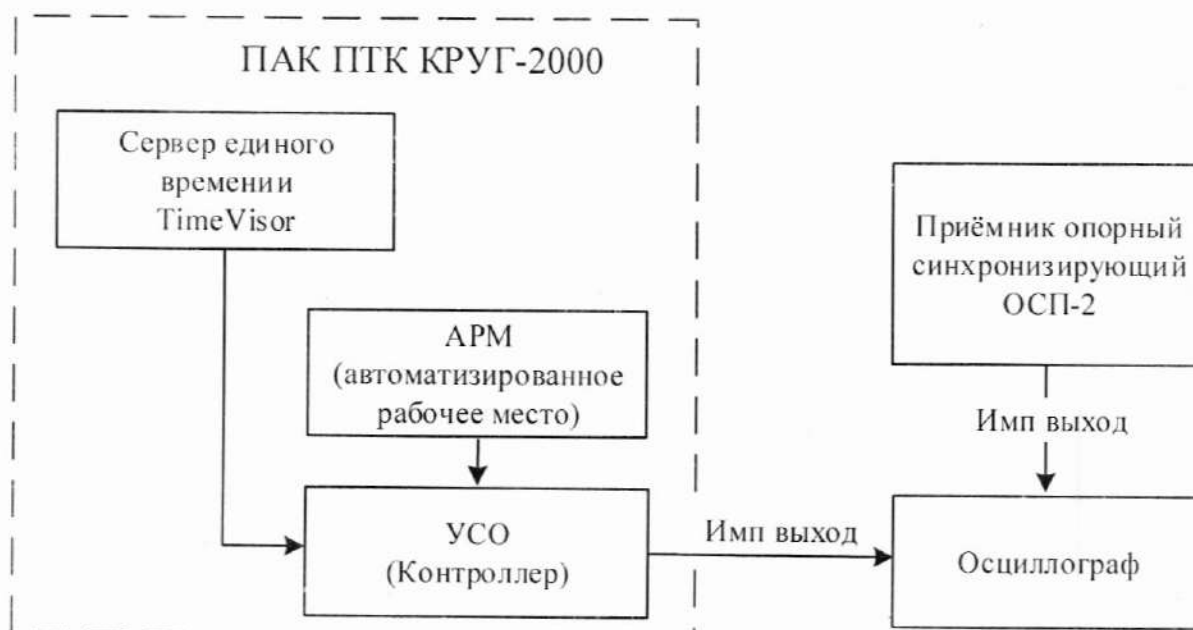 ПАК ПТК КРУГ-2000
Сервер единого
времении
TimeVisor
АРМ
(автоматизированное
рабочее место)
УСО
(Контроллер)
Имп выход
Приёмник опорный
синхронизирующий
ОСП-2
Имп выход
Осциллограф